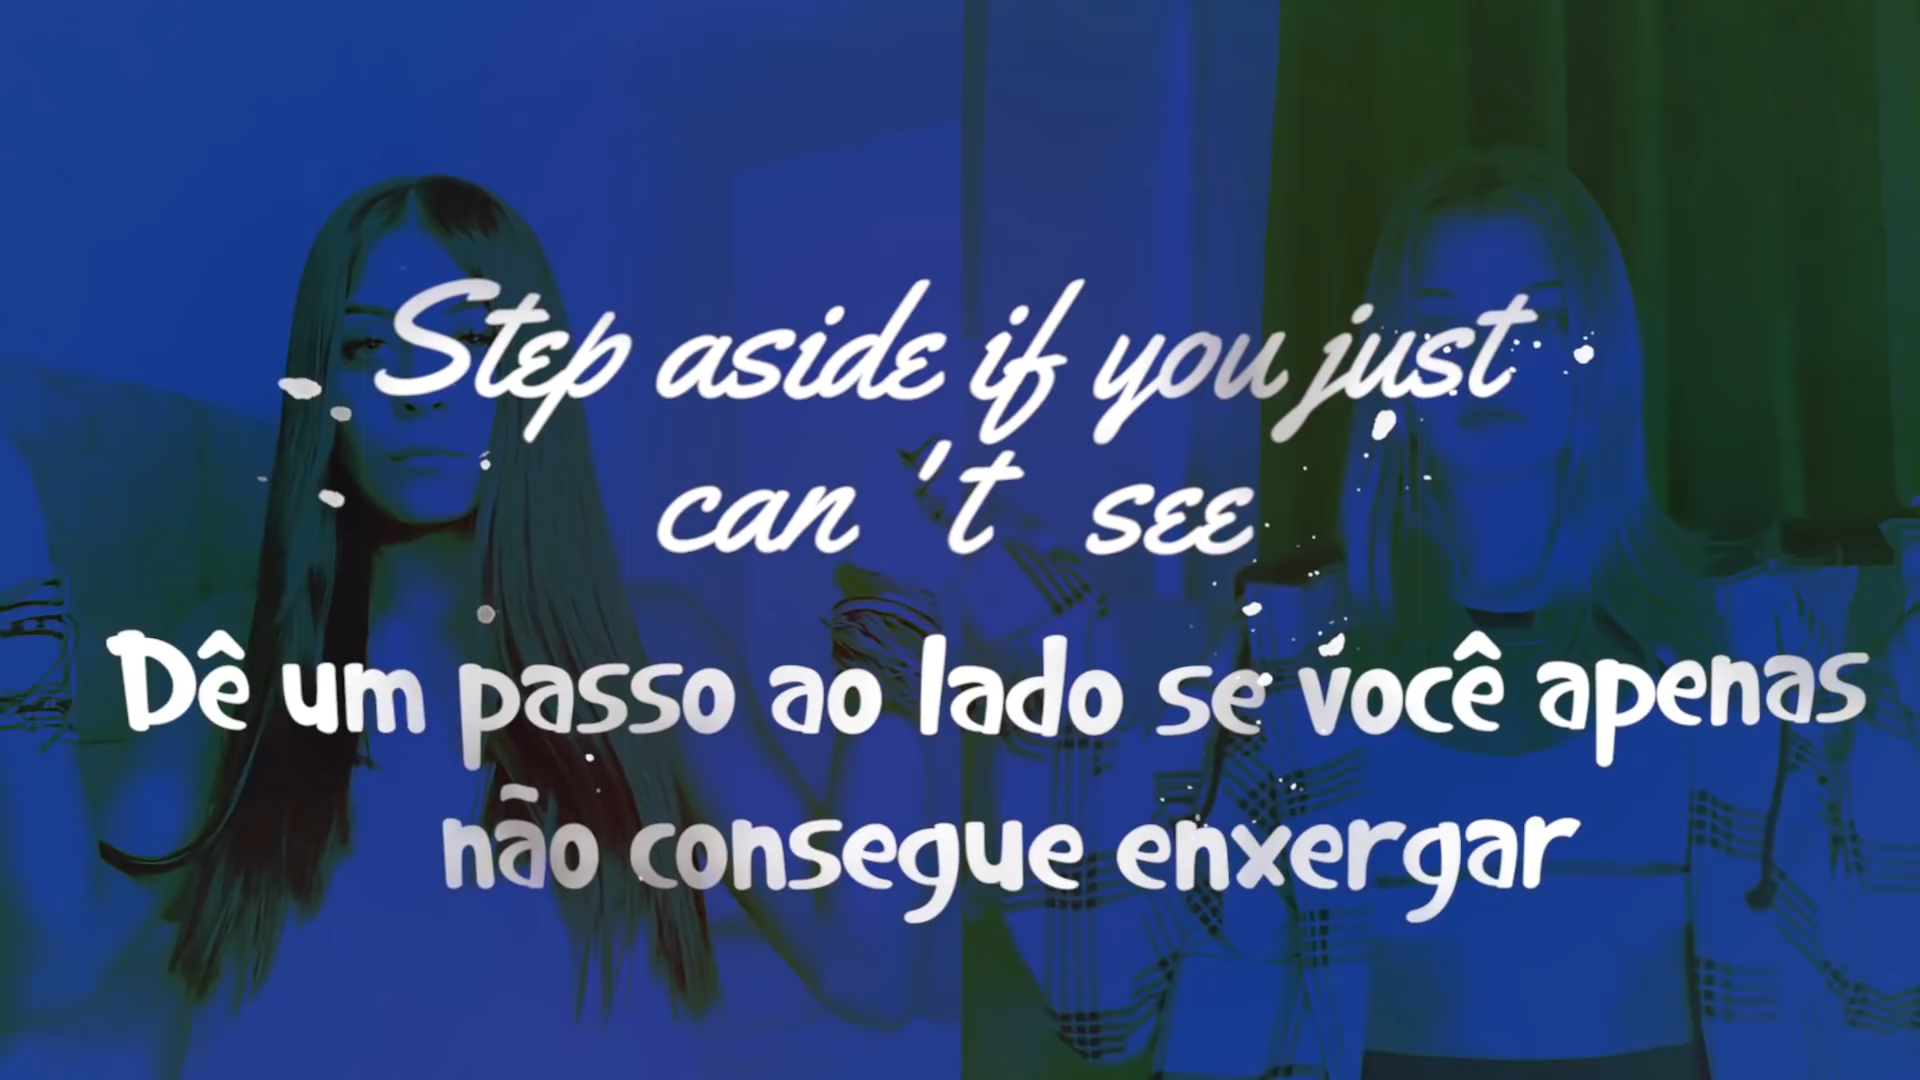 Step aside if you just
can't see
Dê um passo ao lado se você apenas
não consegue enxergar